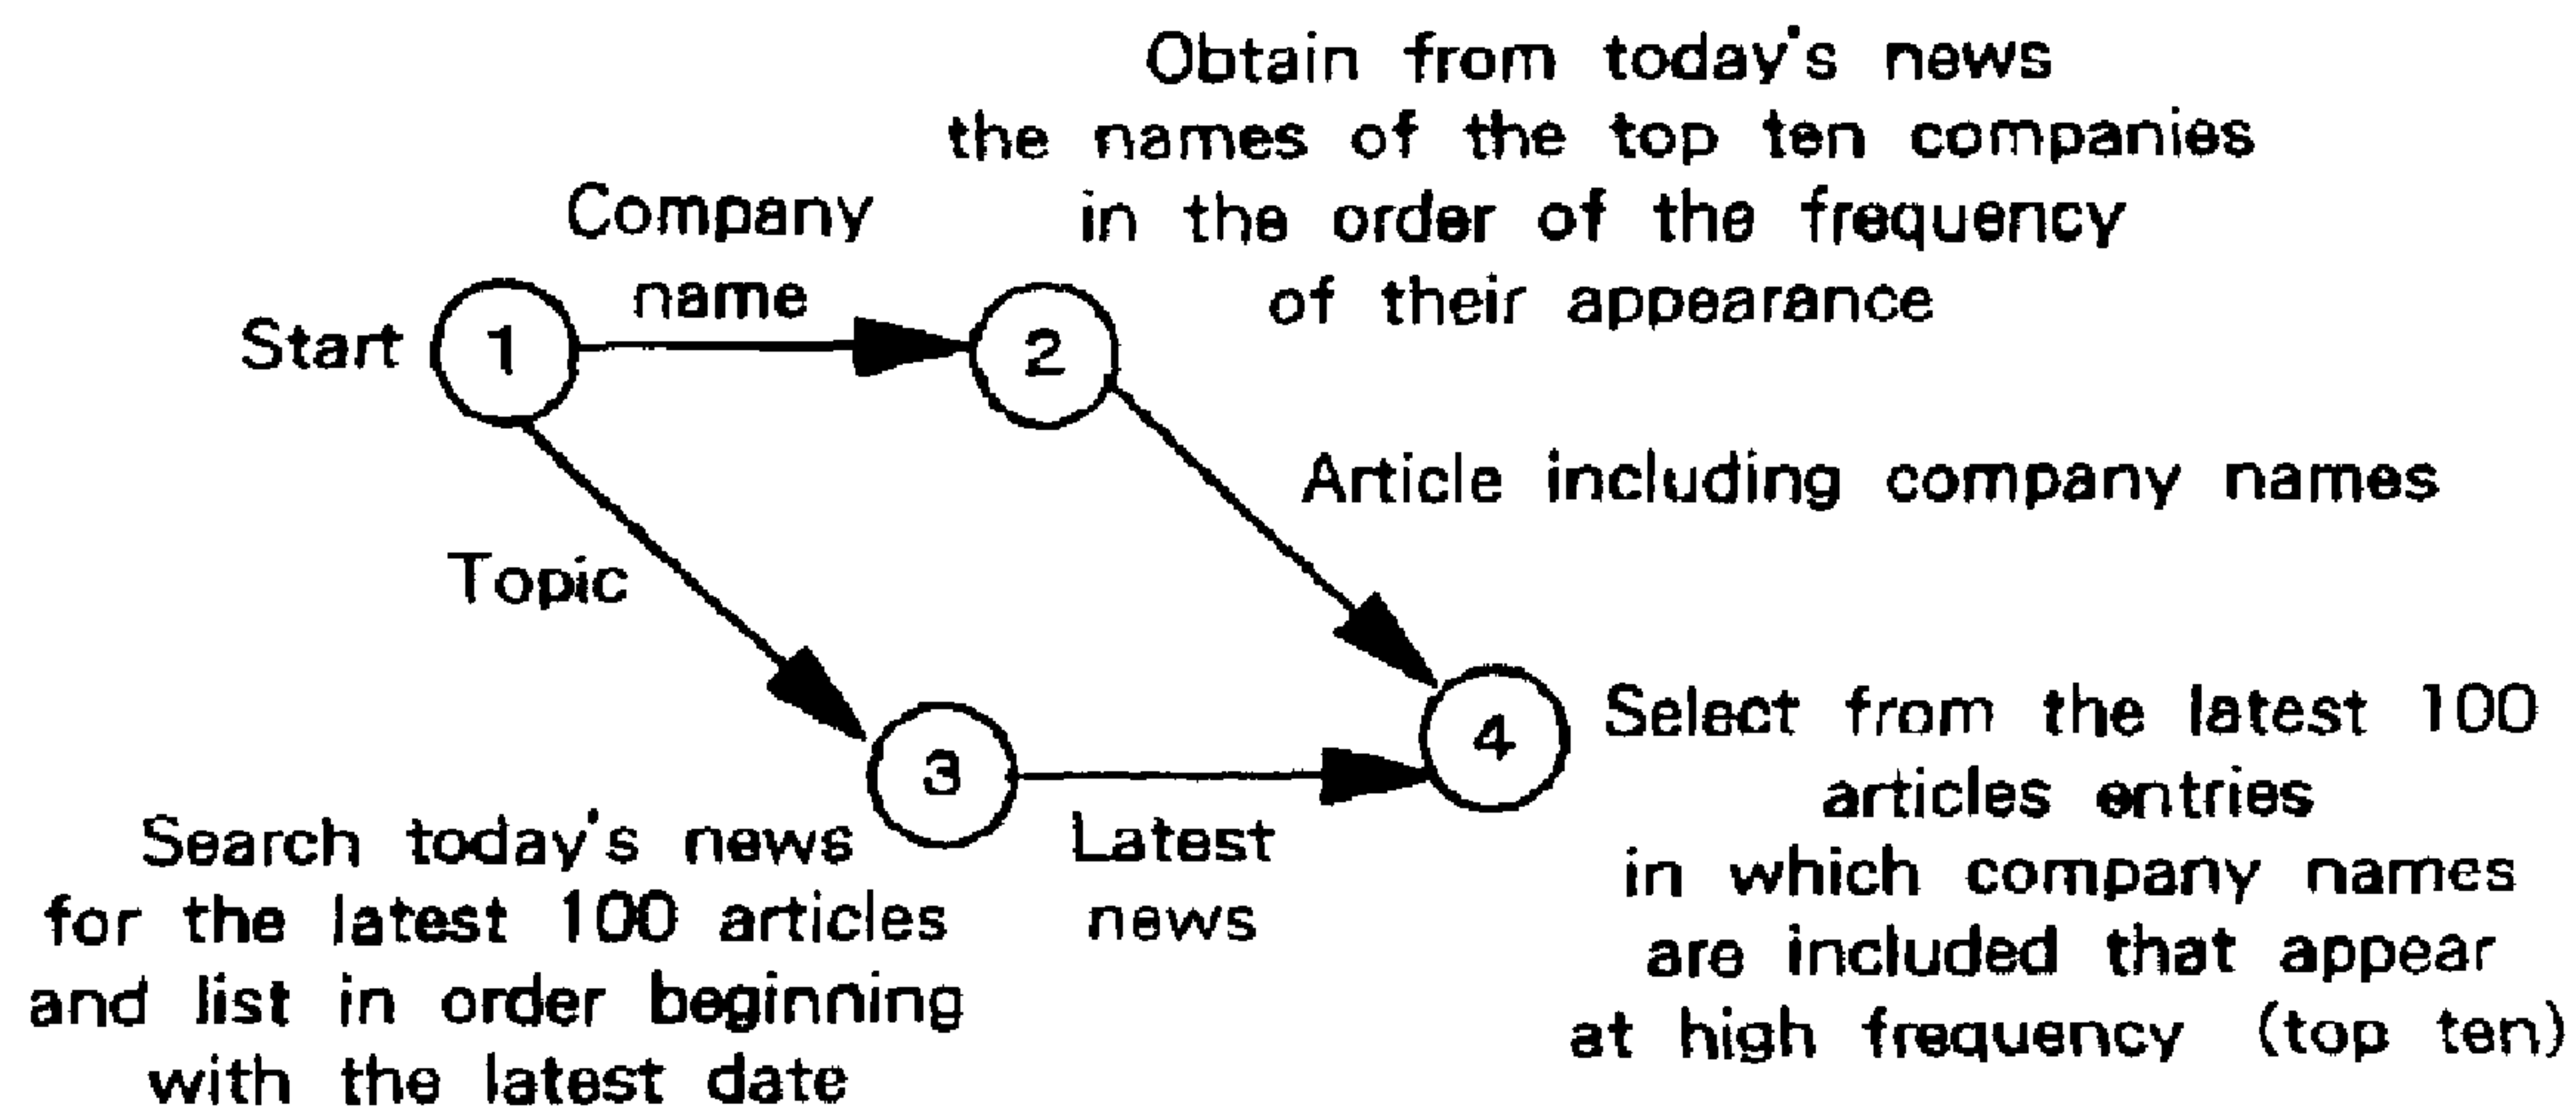 Obtain from today's news
the names of the top ten companies
in the order of the frequency
of their appearance
Company
name
Start
1
2
Article including company names
Topic
3
4
Latest
news
Search today's news
for the latest 100 articles
and list in order beginning
with the latest date
Select from the latest 100
articles entries
in which company names
are included that appear
at high frequency (top ten)